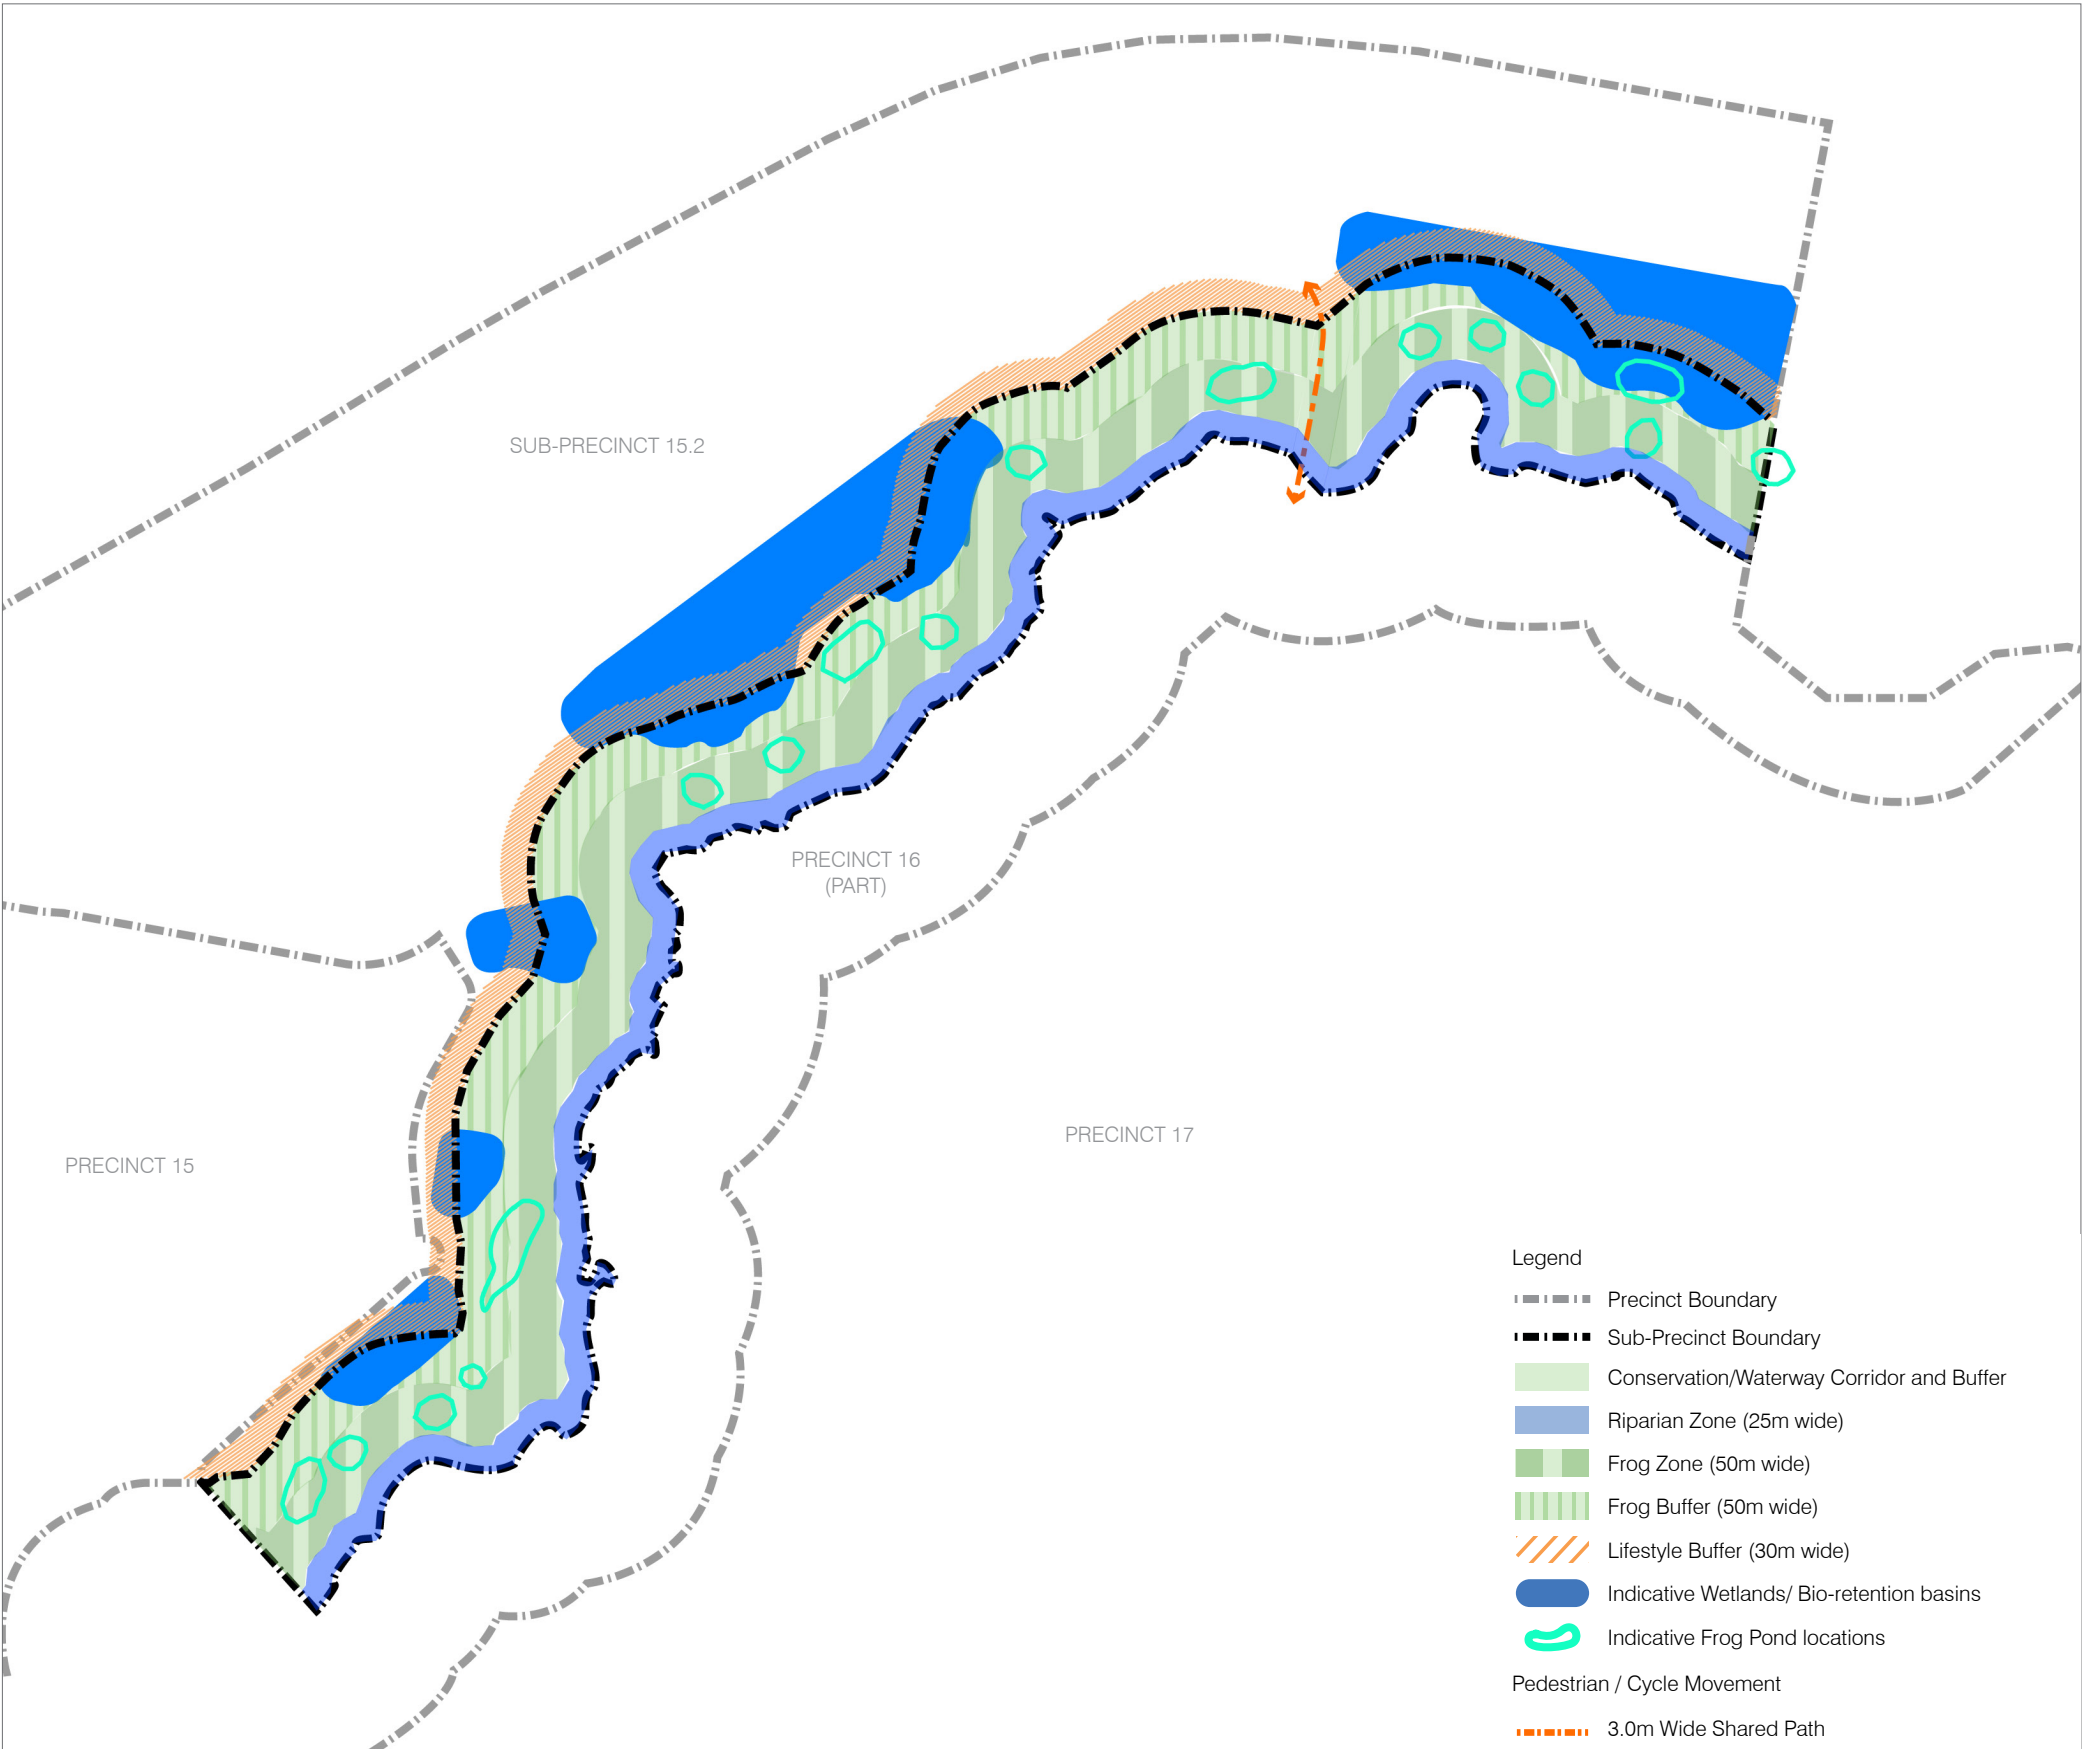 SUB-PRECINCT 15.2
PRECINCT 16
(PART)
PRECINCT 17
PRECINCT 15
Legend
Precinct Boundary
Sub-Precinct Boundary
Conservation/Waterway Corridor and Buffer
Riparian Zone (25m wide)
Frog Zone (50m wide)
Frog Buffer (50m wide)
Lifestyle Buffer (30m wide)
Indicative Wetlands/ Bio-retention basins
Indicative Frog Pond locations
Pedestrian / Cycle Movement
3.0m Wide Shared Path